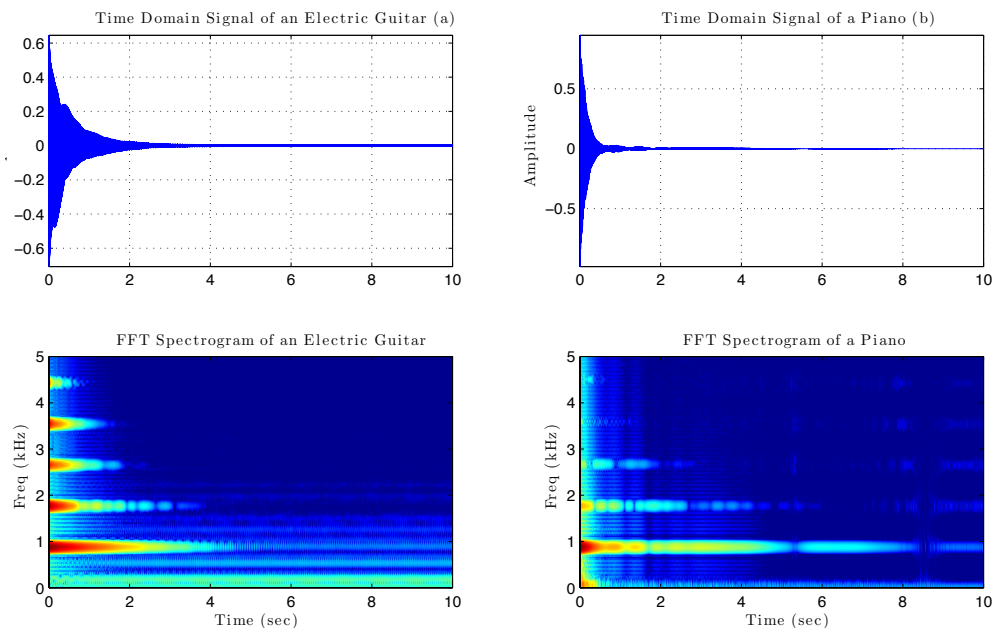 Time Domain Signal of an Electric Guitar (a)
0.6
0.4
0.2
0
−0.2
−0.4
−0.6
0 2 4 6 8 10
Time Domain Signal of a Piano (b)
Amplitude
0.5
0
−0.5
0 2 4 6 8 10
FFT Spectrogram of an Electric Guitar
Freq (kHz)
5
4
3
2
1
0
0 2 4 6 8 10
Time (sec)
FFT Spectrogram of a Piano
Freq (kHz)
5
4
3
2
1
0
0 2 4 6 8 10
Time (sec)